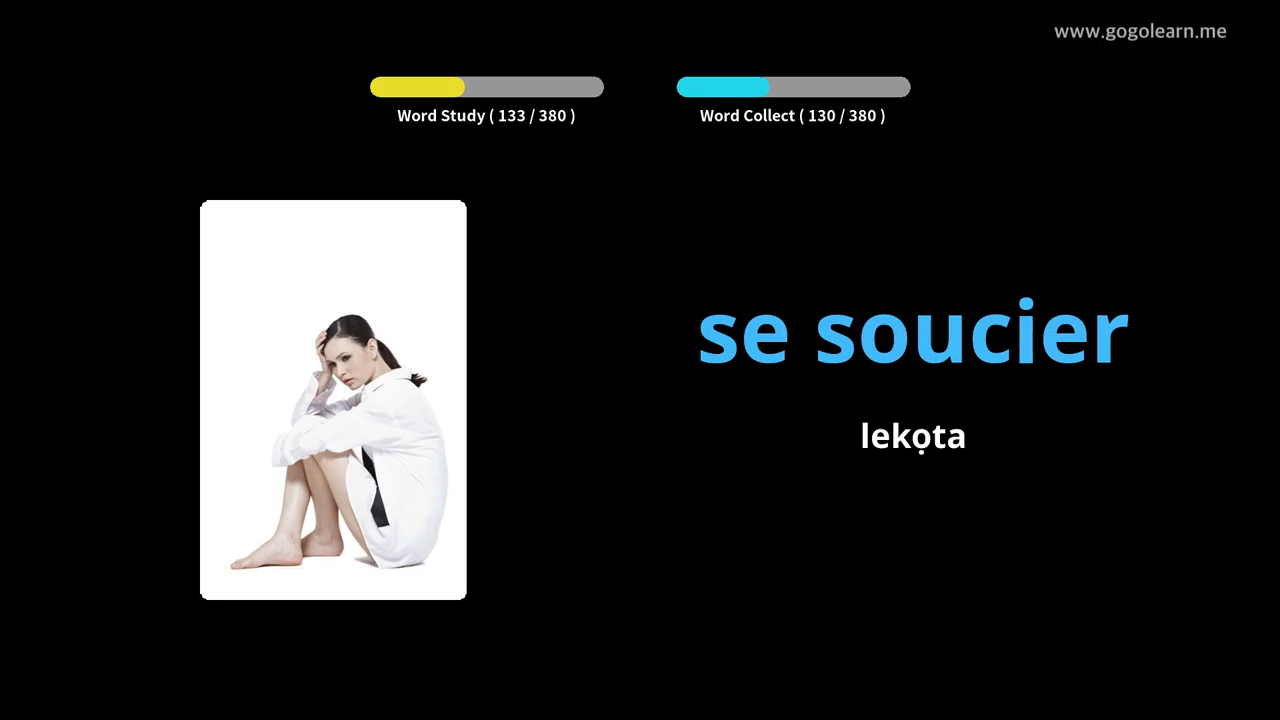 www.gogolearn.me
Word Study ( 133 / 380 )
Word Collect ( 130 / 380 )
se soucier
lekọta